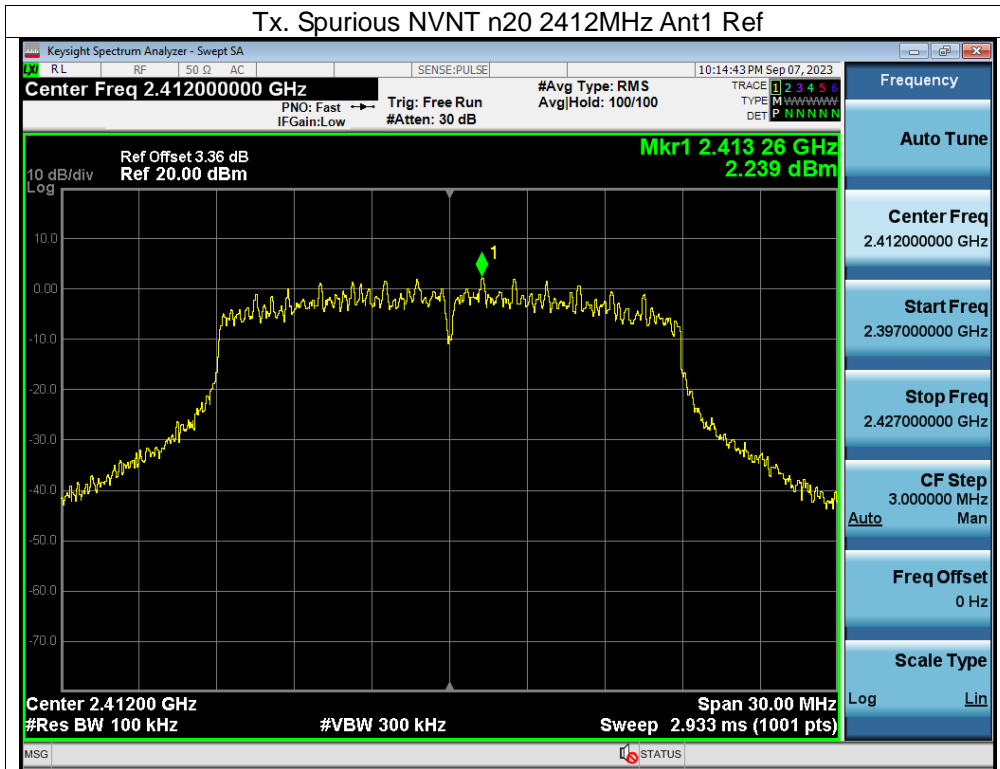 Tx. Spurious NVNT n20 2412MHz Ant1 Ref
Keysight Spectrum Analyzer - Swept SA
LXI RL RF 50 Ω AC SENSE:PULSE 10:14:43 PM Sep 07, 2023
Center Freq 2.412000000 GHz #Avg Type: RMS TRACE 1 2 3 4 5 6
PNO: Fast Trig: Free Run Avg|Hold: 100/100 TYPE M WWWWW
IFGain:Low #Atten: 30 dB DET P N N N N N
Ref Offset 3.36 dB Mkr1 2.413 26 GHz
10 dB/div Ref 20.00 dBm 2.239 dBm
Log
10.0
1
0.00
-10.0
-20.0
-30.0
-40.0
-50.0
-60.0
-70.0
Center 2.41200 GHz Span 30.00 MHz
#Res BW 100 kHz #VBW 300 kHz Sweep 2.933 ms (1001 pts)
MSG STATUS
Frequency
Auto Tune
Center Freq
2.412000000 GHz
Start Freq
2.397000000 GHz
Stop Freq
2.427000000 GHz
CF Step
3.000000 MHz
Auto Man
Freq Offset
0 Hz
Scale Type
Log Lin